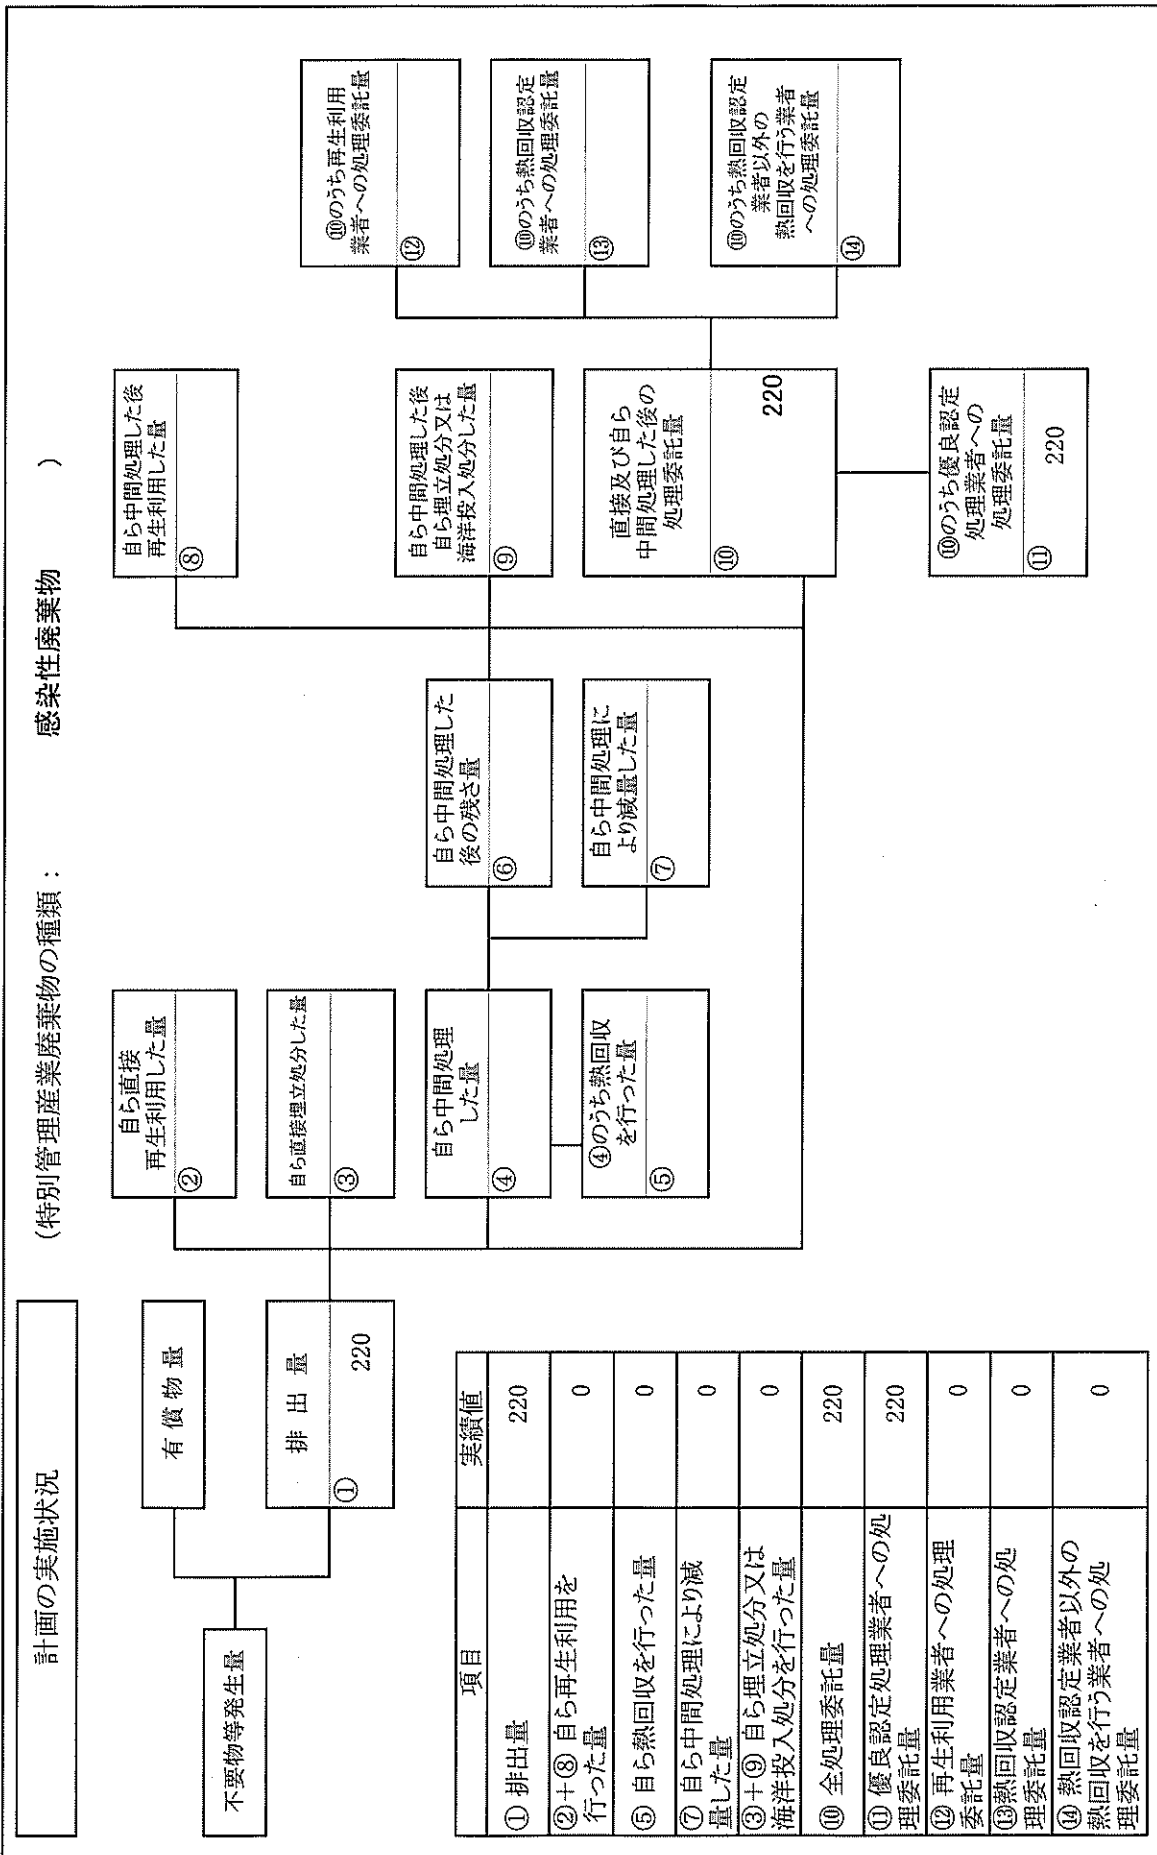 計画の実施状況
(特別管理産業廃棄物の種類： 感染性廃棄物 )
不要物等発生量
有償物量
排出量
① 220
自ら直接
再生利用した量
②
自ら直接埋立処分した量
③
自ら中間処理
した量
④
④のうち熱回収
を行った量
⑤
自ら中間処理した
後の残さ量
⑥
自ら中間処理に
より減量した量
⑦
自ら中間処理した後
再生利用した量
⑧
自ら中間処理した後
自ら埋立処分又は
海洋投入処分した量
⑨
直接及び自ら
中間処理した後の
処理委託量
⑩ 220
⑩のうち優良認定
処理業者への
処理委託量
⑪ 220
⑩のうち再生利用
業者への処理委託量
⑫
⑩のうち熱回収認定
業者への処理委託量
⑬
⑩のうち熱回収認定
業者以外の
熱回収を行う業者
への処理委託量
⑭
項目 実績値
① 排出量 220
②＋⑧ 自ら再生利用を
行った量 0
⑤ 自ら熱回収を行った量 0
⑦ 自ら中間処理により減
量した量 0
③＋⑨ 自ら埋立処分又は
海洋投入処分を行った量 0
⑩ 全処理委託量 220
⑪ 優良認定処理業者への処
理委託量 220
⑫ 再生利用業者への処理
委託量 0
⑬熱回収認定業者への処
理委託量 0
⑭ 熱回収認定業者以外の
熱回収を行う業者への処
理委託量 0